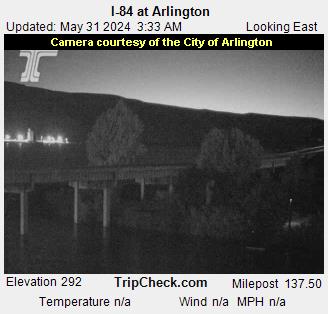 I-84 at Arlington
Updated: May 31 2024 3:33 AM Looking East
Camera courtesy of the City of Arlington
Elevation 292 TripCheck.com Milepost 137.50
Temperature n/a Wind n/a MPH n/a